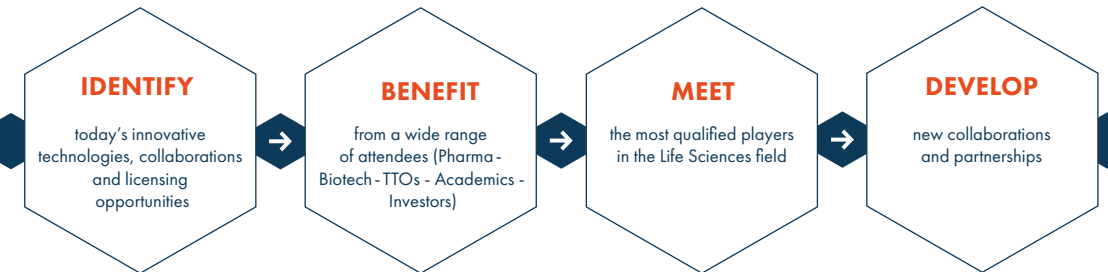 IDENTIFY
today’s innovative
technologies, collaborations
and licensing
opportunities
BENEFIT
from a wide range
of attendees (Pharma -
Biotech - TTOs - Academics -
Investors)
MEET
the most qualified players
in the Life Sciences field
DEVELOP
new collaborations
and partnerships